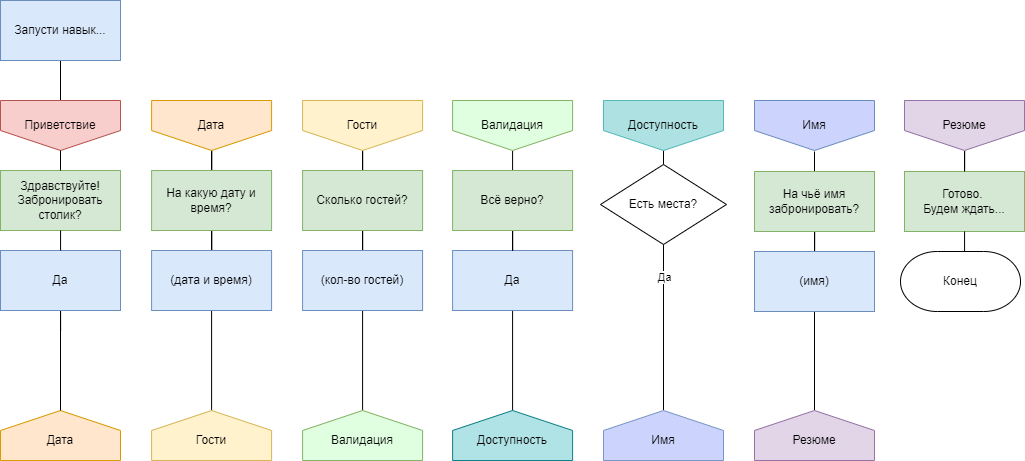 Запусти навык...
Приветствие
Дата
Гости
Валидация
Доступность
Имя
Резюме
Здравствуйте!
Забронировать
столик?
На какую дату и
время?
Сколько гостей?
Всё верно?
Есть места?
На чьё имя
забронировать?
Готово.
Будем ждать...
Да
(дата и время)
(кол-во гостей)
Да
Да
(имя)
Конец
Дата
Гости
Валидация
Доступность
Имя
Резюме